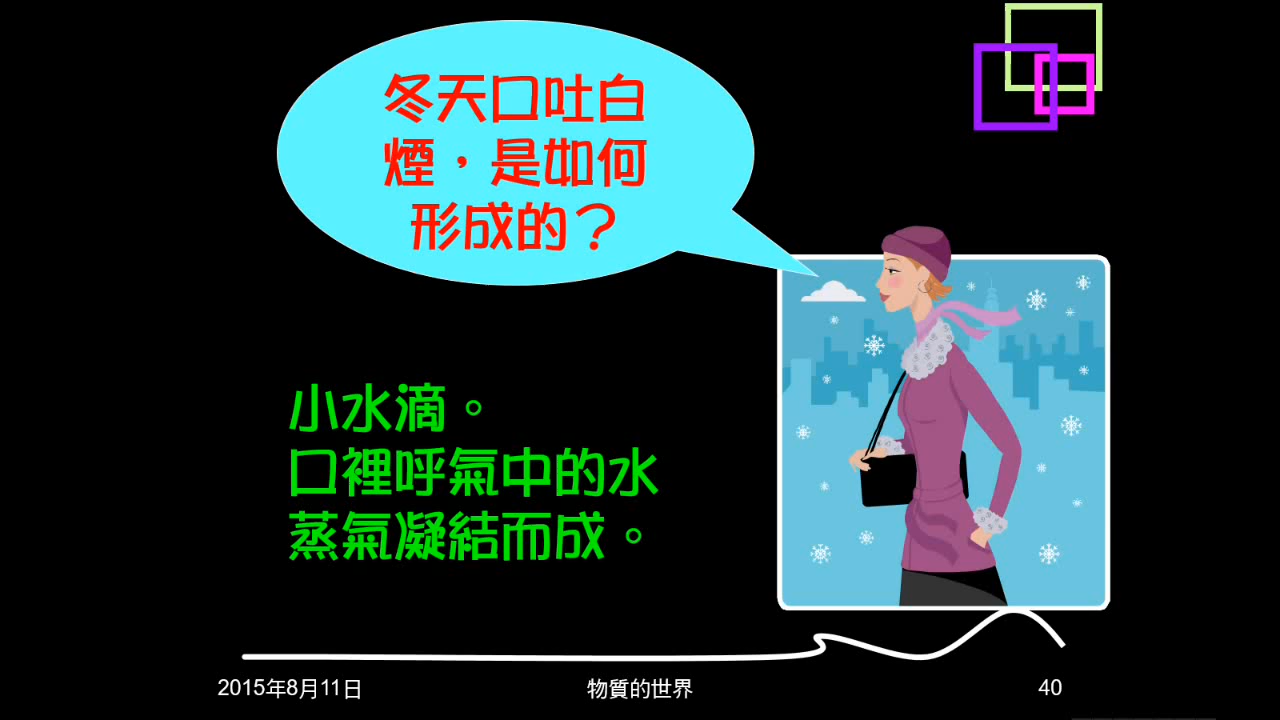 冬天口吐白
煙，是如何
形成的？
小水滴。
口裡呼氣中的水
蒸氣凝結而成。
2015年8月11日
物質的世界
40